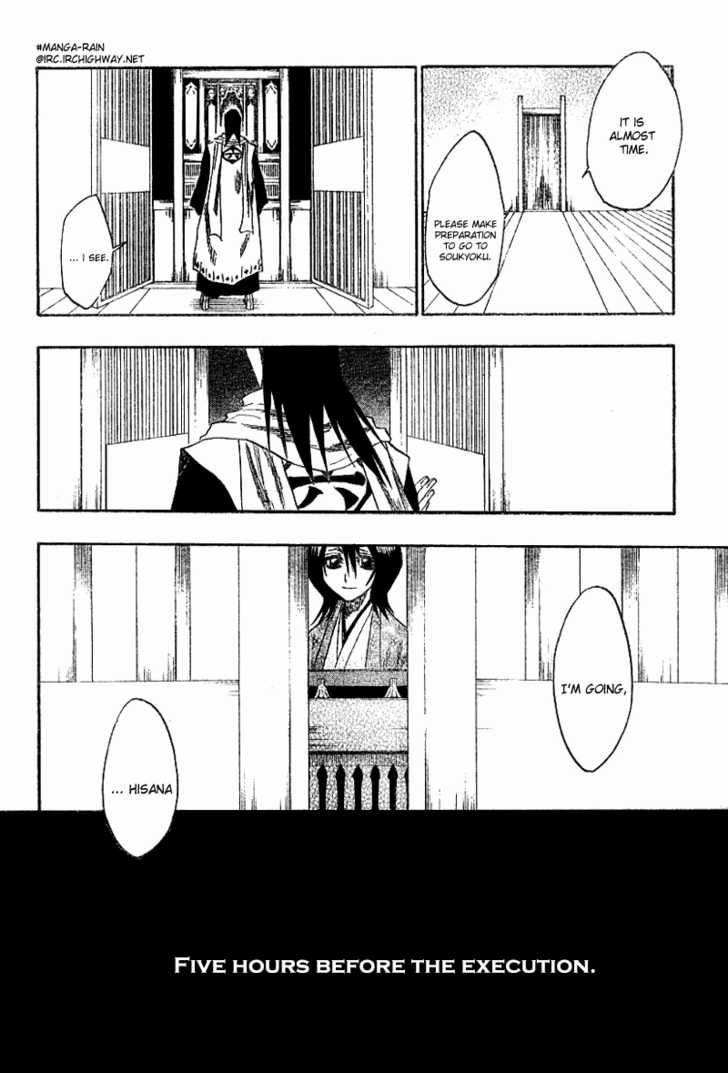 #MANGA-RAIN
@IRC.IRCHIGHWAY.NET
IT IS
ALMOST
TIME.
PLEASE MAKE
PREPARATION
TO GO TO
SOUKYOKU.
... I SEE.
I'M GOING,
... HISANA
FIVE HOURS BEFORE THE EXECUTION.